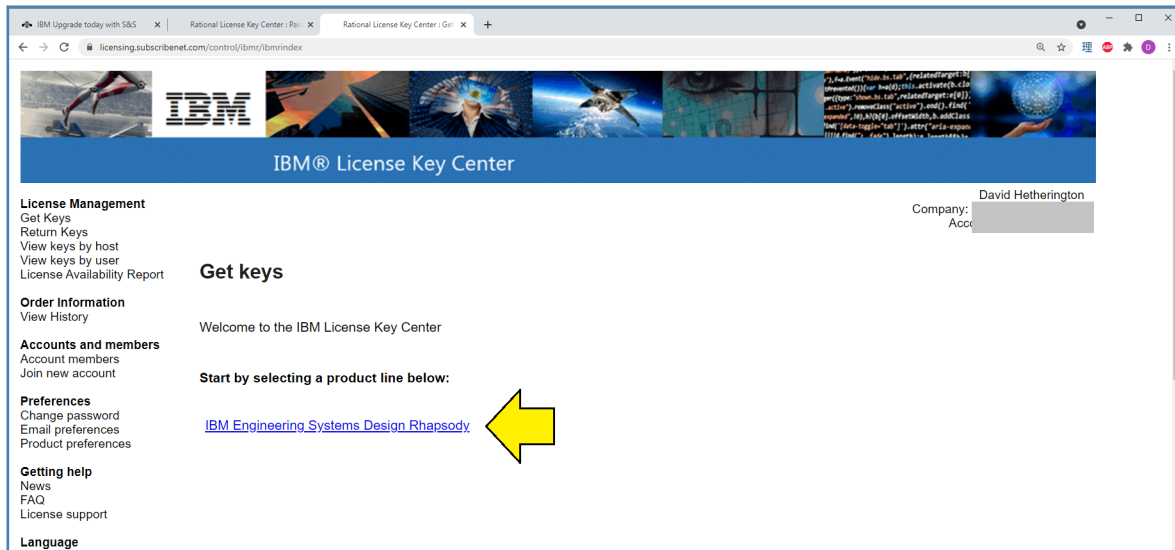 IBM Upgrade today with S&S
Rational License Key Center : Pas
Rational License Key Center : Get
licensing.subscribenet.com/control/ibmr/ibmrindex
理
ABP
D
IBM
IBM® License Key Center
David Hetherington
Company:
Acco
License Management
Get Keys
Return Keys
View keys by host
View keys by user
License Availability Report
Order Information
View History
Accounts and members
Account members
Join new account
Preferences
Change password
Email preferences
Product preferences
Getting help
News
FAQ
License support
Language
Get keys
Welcome to the IBM License Key Center
Start by selecting a product line below:
IBM Engineering Systems Design Rhapsody